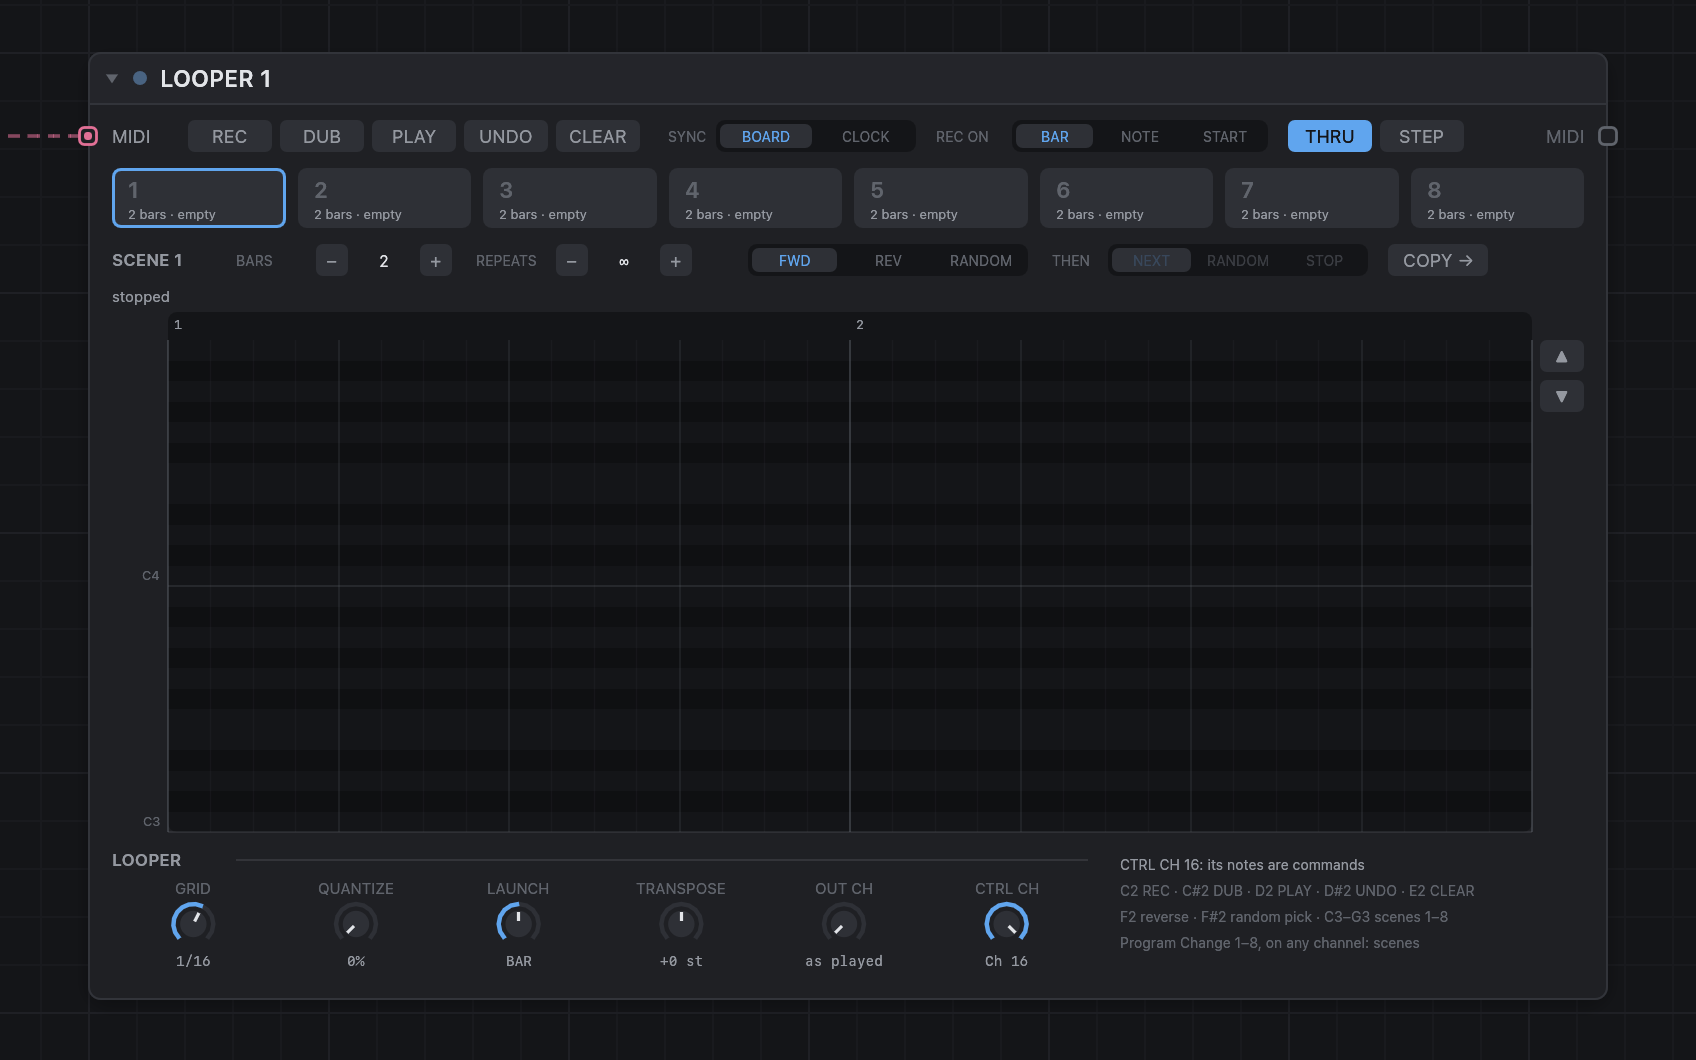 LOOPER 1
MIDI REC DUB PLAY UNDO CLEAR SYNC BOARD CLOCK REC ON BAR NOTE START THRU STEP MIDI
1 2 3 4 5 6 7 8
2 bars · empty 2 bars · empty 2 bars · empty 2 bars · empty 2 bars · empty 2 bars · empty 2 bars · empty 2 bars · empty
SCENE 1 BARS − 2 + REPEATS − ∞ + FWD REV RANDOM THEN NEXT RANDOM STOP COPY →
stopped
1 2
C4
C3
LOOPER
GRID QUANTIZE LAUNCH TRANSPOSE OUT CH CTRL CH
1/16 0% BAR +0 st as played Ch 16
CTRL CH 16: its notes are commands
C2 REC · C#2 DUB · D2 PLAY · D#2 UNDO · E2 CLEAR
F2 reverse · F#2 random pick · C3–G3 scenes 1–8
Program Change 1–8, on any channel: scenes